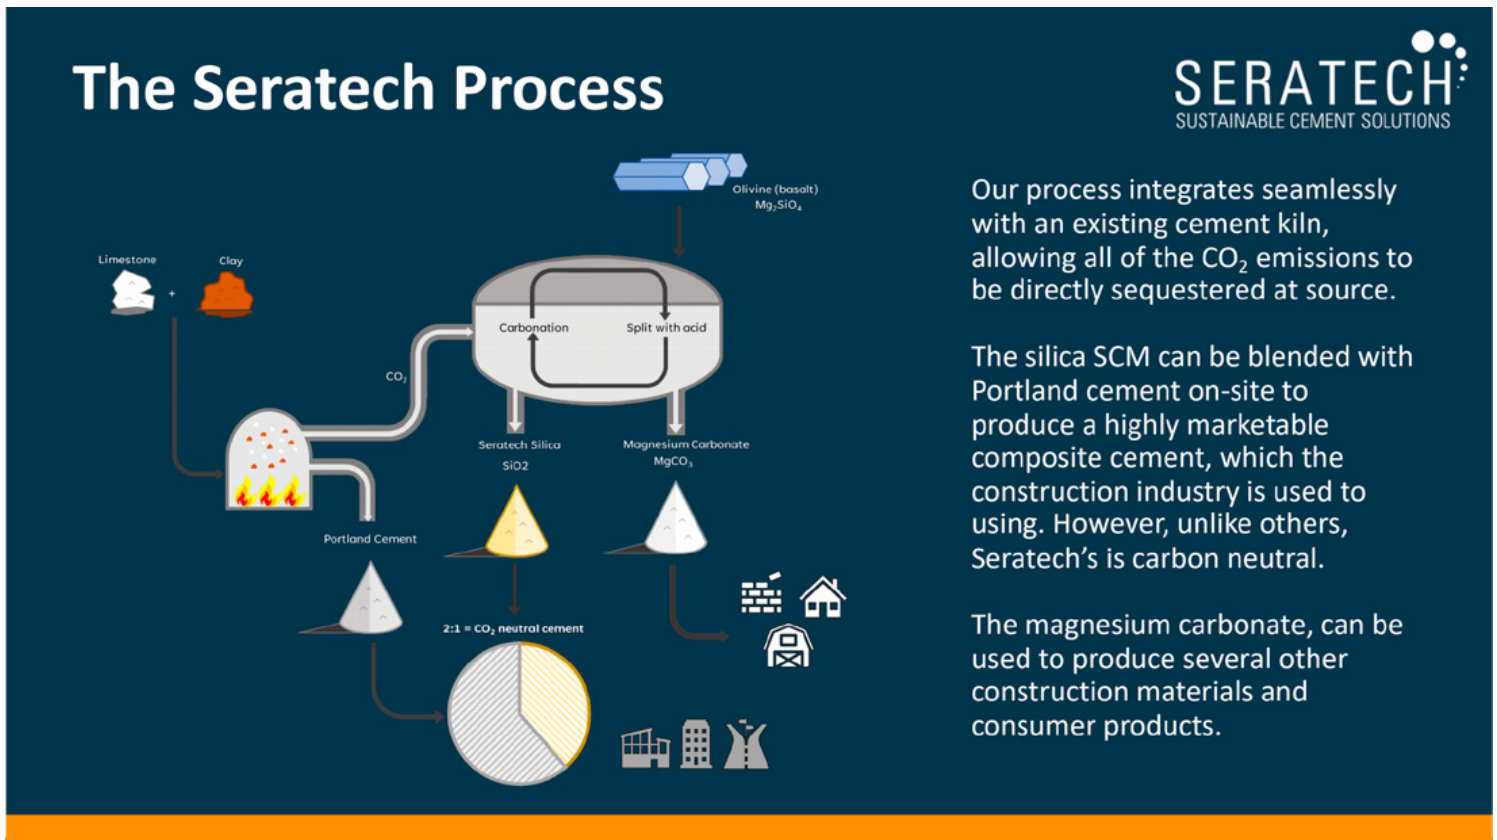 The Seratech Process
SERATECH
SUSTAINABLE CEMENT SOLUTIONS
Olivine (basalt)
Mg₂SiO₄
Limestone
+
Clay
Carbonation
Split with acid
CO₂
Seratech Silica
SiO2
Magnesium Carbonate
MgCO₃
Portland Cement
2:1 = CO₂ neutral cement
Our process integrates seamlessly
with an existing cement kiln,
allowing all of the CO₂ emissions to
be directly sequestered at source.
The silica SCM can be blended with
Portland cement on-site to
produce a highly marketable
composite cement, which the
construction industry is used to
using. However, unlike others,
Seratech’s is carbon neutral.
The magnesium carbonate, can be
used to produce several other
construction materials and
consumer products.